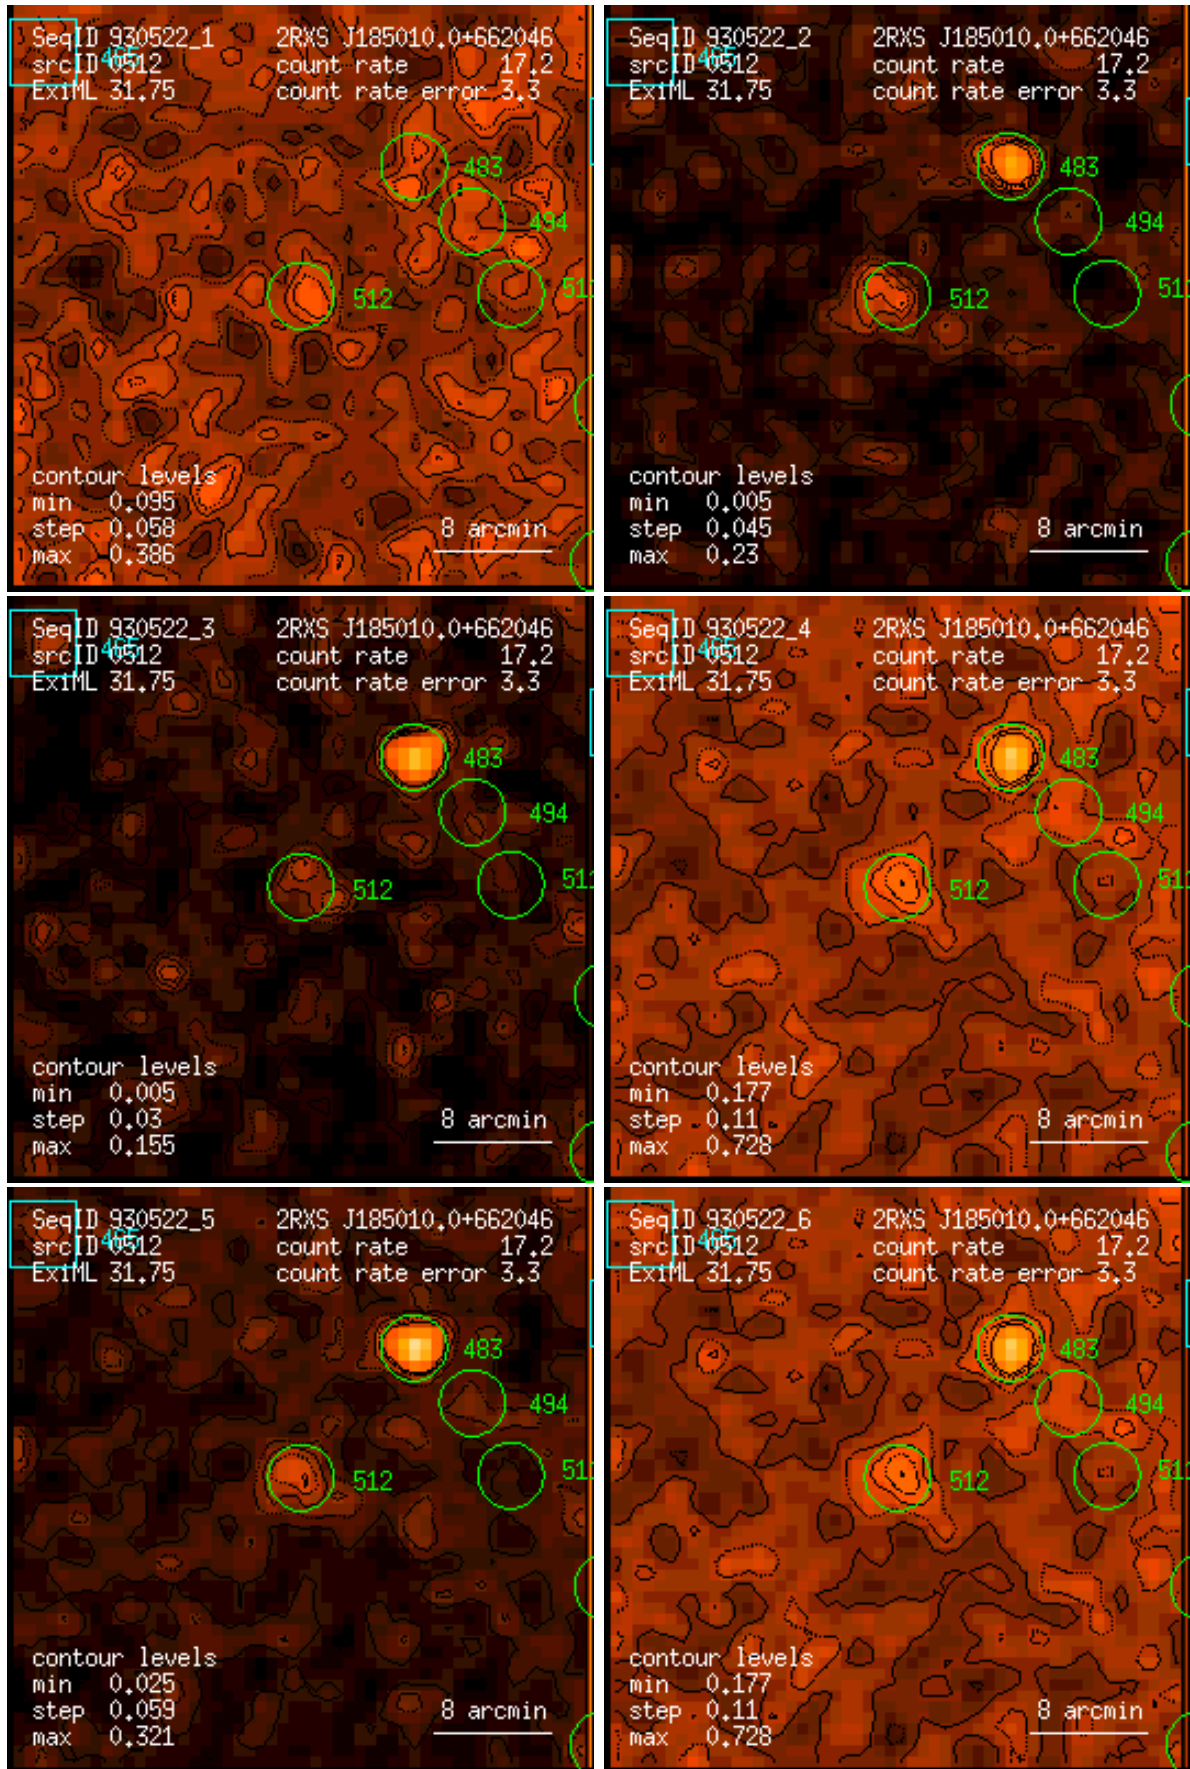 SeqID 930522_1 2RXS J185010.0+662046
srcID 0512 count rate 17.2
465
ExiML 31.75 count rate error 3.3
483
494
511
512
contour levels
min 0.095
step 0.058 8 arcmin
max 0.386
SeqID 930522_2 2RXS J185010.0+662046
srcID 0512 count rate 17.2
465
ExiML 31.75 count rate error 3.3
483
494
512
contour levels
min 0.005
step 0.045 8 arcmin
max 0.23
SeqID 930522_3 2RXS J185010.0+662046
srcID 0512 count rate 17.2
465
ExiML 31.75 count rate error 3.3
483
494
511
512
contour levels
min 0.005
step 0.03 8 arcmin
max 0.155
SeqID 930522_4 2RXS J185010.0+662046
srcID 0512 count rate 17.2
465
ExiML 31.75 count rate error 3.3
483
494
512
contour levels
min 0.177
step 0.11 8 arcmin
max 0.728
SeqID 930522_5 2RXS J185010.0+662046
srcID 0512 count rate 17.2
465
ExiML 31.75 count rate error 3.3
483
494
511
512
contour levels
min 0.025
step 0.059 8 arcmin
max 0.321
SeqID 930522_6 2RXS J185010.0+662046
srcID 0512 count rate 17.2
465
ExiML 31.75 count rate error 3.3
483
494
512
contour levels
min 0.177
step 0.11 8 arcmin
max 0.728